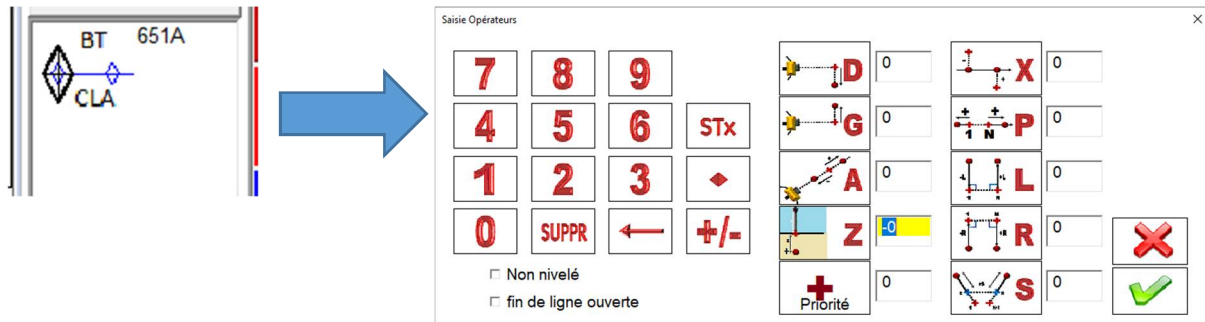 BT 651A
CLA
Saisie Opérateurs
7 8 9
4 5 6 STx
1 2 3
0 SUPPR +/-
Non nivelé
fin de ligne ouverte
D 0 X 0
G 0 1 N P 0
A 0 L 0
Z -0 R 0
Priorité 0 S 0